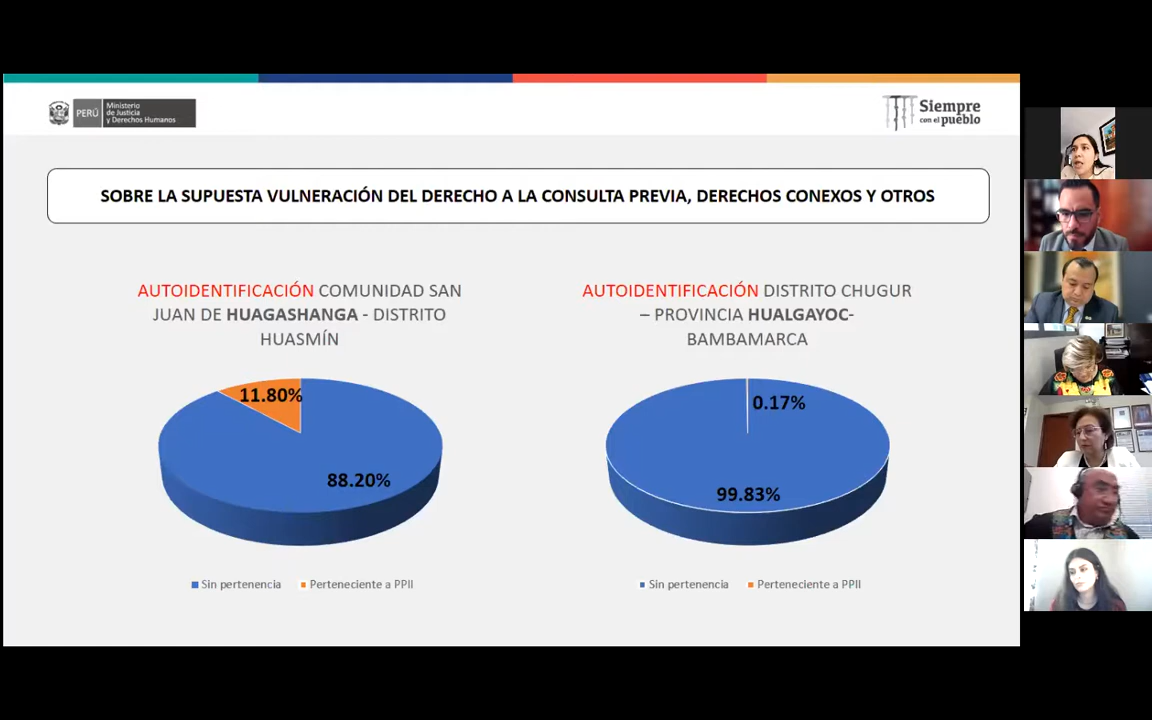 PERÚ
Ministerio
de Justicia
y Derechos Humanos
Siempre
con el pueblo
SOBRE LA SUPUESTA VULNERACIÓN DEL DERECHO A LA CONSULTA PREVIA, DERECHOS CONEXOS Y OTROS
AUTOIDENTIFICACIÓN COMUNIDAD SAN
JUAN DE HUAGASHANGA - DISTRITO
HUASMÍN
11.80%
88.20%
Sin pertenencia
Perteneciente a PPII
AUTOIDENTIFICACIÓN DISTRITO CHUGUR
– PROVINCIA HUALGAYOC-
BAMBAMARCA
0.17%
99.83%
Sin pertenencia
Perteneciente a PPII